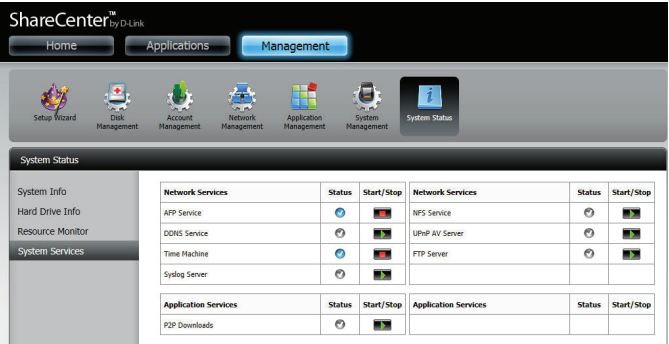 ShareCenter™ by D-Link
Home Applications Management
Setup Wizard Disk Management Account Management Network Management Application Management System Management System Status
System Status
System Info
Hard Drive Info
Resource Monitor
System Services
Network Services Status Start/Stop Network Services Status Start/Stop
AFP Service NFS Service
DDNS Service UPnP AV Server
Time Machine FTP Server
Syslog Server
Application Services Status Start/Stop Application Services Status Start/Stop
P2P Downloads